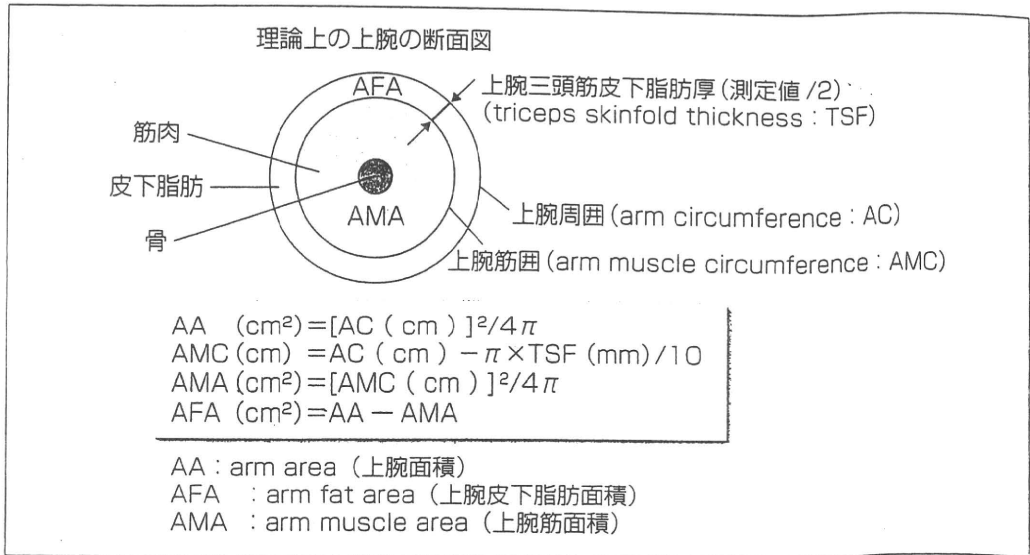 理論上の上腕の断面図
AFA
上腕三頭筋皮下脂肪厚(測定値/2)
(triceps skinfold thickness:TSF)
筋肉
皮下脂肪
骨
AMA
上腕周囲(arm circumference:AC)
上腕筋囲(arm muscle circumference:AMC)
AA (cm²)=[AC(cm)]²/4π
AMC(cm)=AC(cm)-π×TSF(mm)/10
AMA(cm²)=[AMC(cm)]²/4π
AFA(cm²)=AA-AMA
AA:arm area(上腕面積)
AFA :arm fat area(上腕皮下脂肪面積)
AMA :arm muscle area(上腕筋面積)